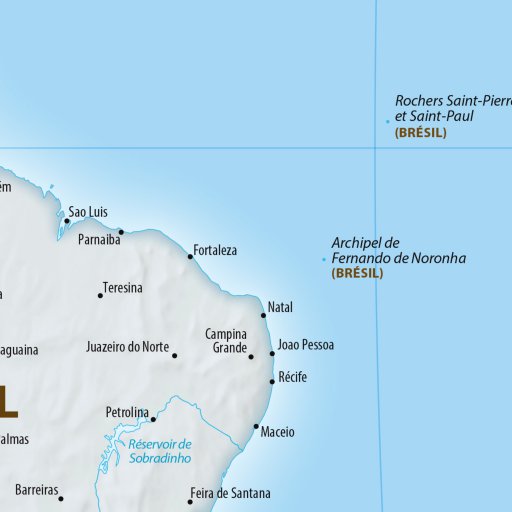 Rochers Saint-Pierre
et Saint-Paul
(BRÉSIL)
ém
Sao Luis
Parnaiba
Fortaleza
Archipel de
Fernando de Noronha
(BRÉSIL)
Teresina
Natal
Campina
Grande
Joao Pessoa
Juazeiro do Norte
aguaina
Récife
L
Petrolina
Maceio
almas
Réservoir de
Sobradinho
Barreiras
Feira de Santana